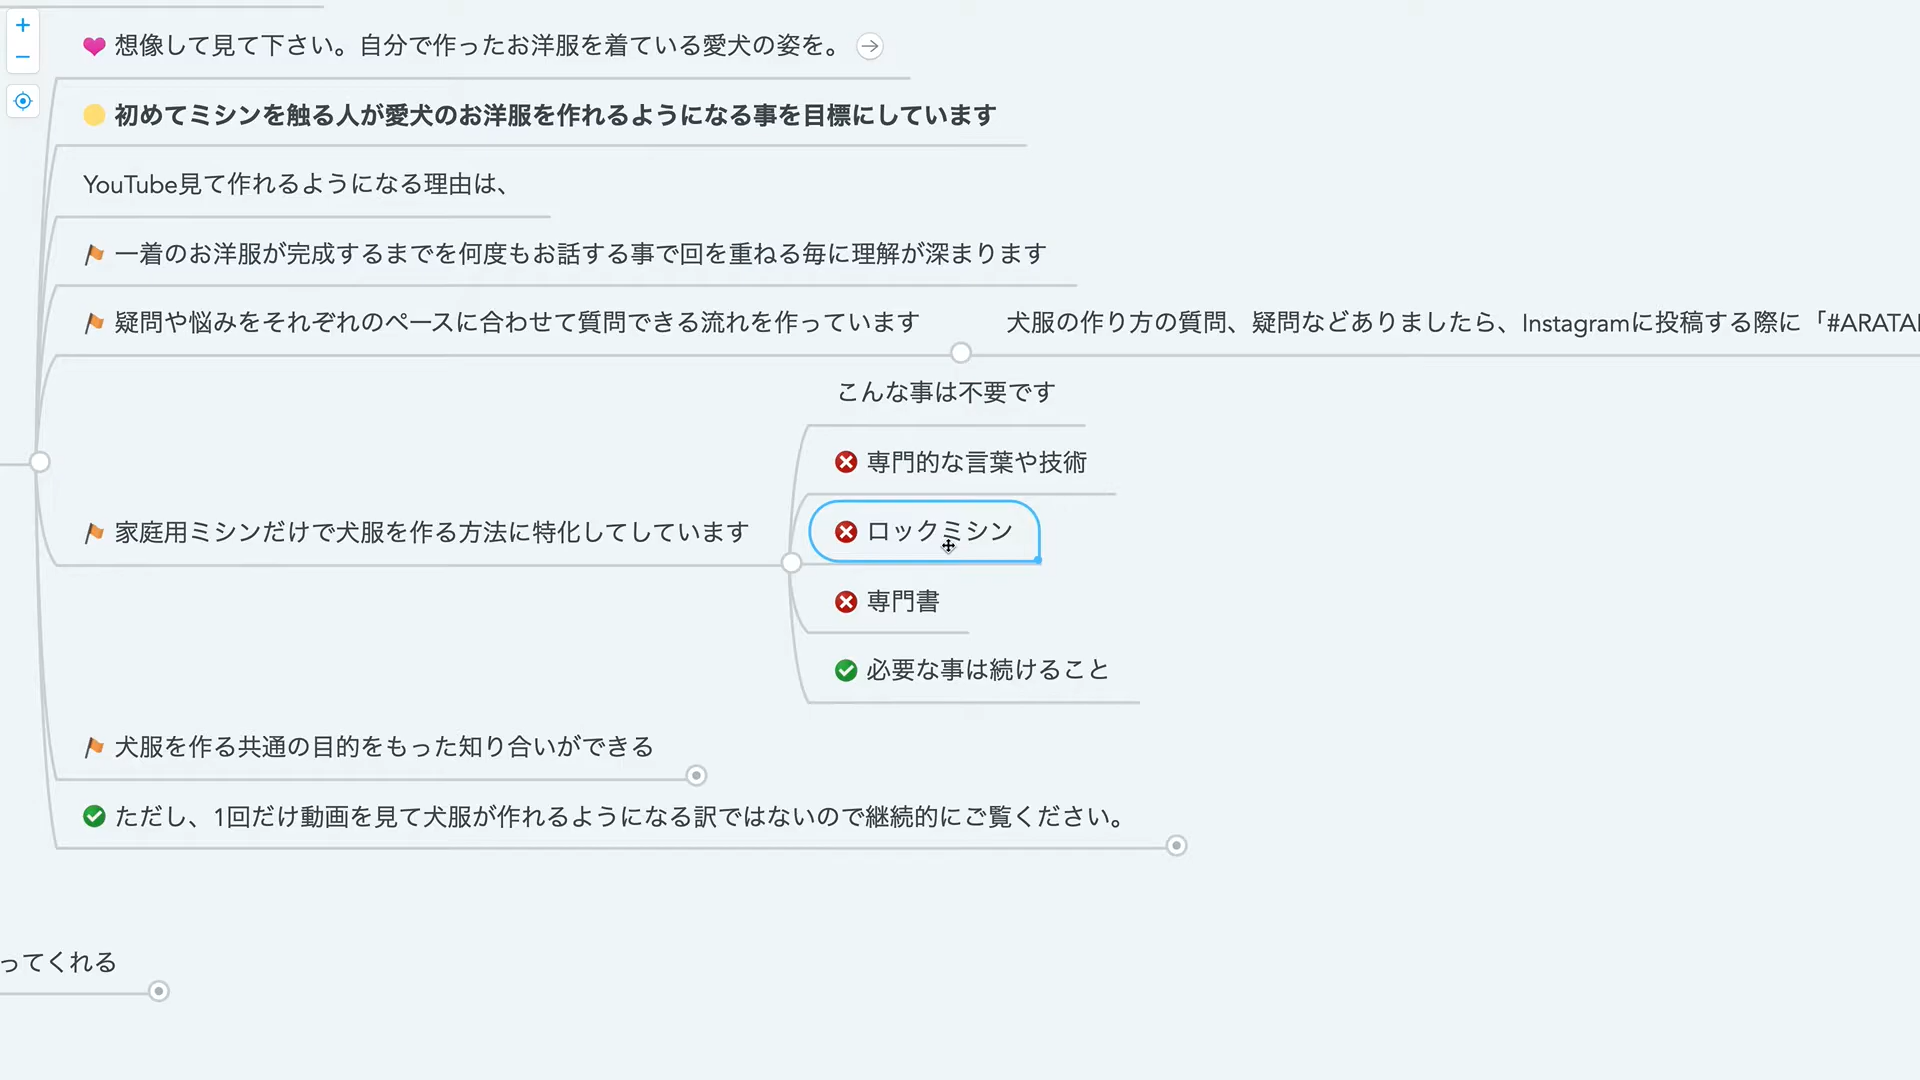 想像して見て下さい。自分で作ったお洋服を着ている愛犬の姿を。
初めてミシンを触る人が愛犬のお洋服を作れるようになる事を目標にしています
YouTube見て作れるようになる理由は、
一着のお洋服が完成するまでを何度もお話する事で回を重ねる毎に理解が深まります
疑問や悩みをそれぞれのペースに合わせて質問できる流れを作っています
犬服の作り方の質問、疑問などありましたら、Instagramに投稿する際に「#ARATAI
こんな事は不要です
専門的な言葉や技術
家庭用ミシンだけで犬服を作る方法に特化してしています
ロックミシン
専門書
必要な事は続けること
犬服を作る共通の目的をもった知り合いができる
ただし、1回だけ動画を見て犬服が作れるようになる訳ではないので継続的にご覧ください。
ってくれる